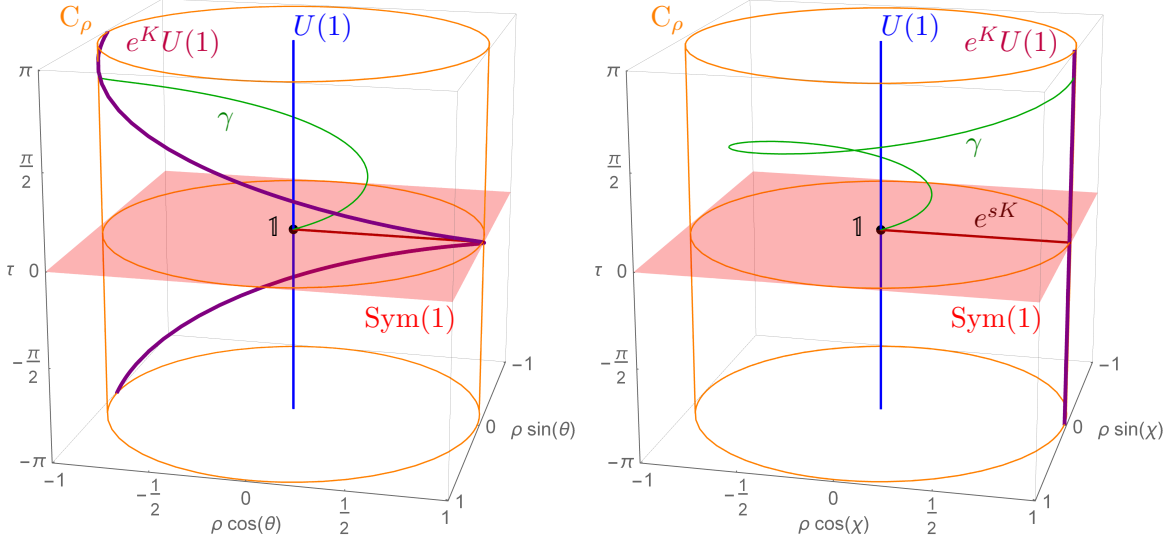 C_ρ
e^K U(1)
U(1)
γ
𝟙
Sym(1)
π
π/2
τ 0
−π/2
−π
−1
−1/2
0
1/2
1
ρ cos(θ)
−1
0
1
ρ sin(θ)
C_ρ
U(1)
e^K U(1)
γ
𝟙
e^{sK}
Sym(1)
π
π/2
τ 0
−π/2
−π
−1
−1/2
0
1/2
1
ρ cos(χ)
−1
0
1
ρ sin(χ)